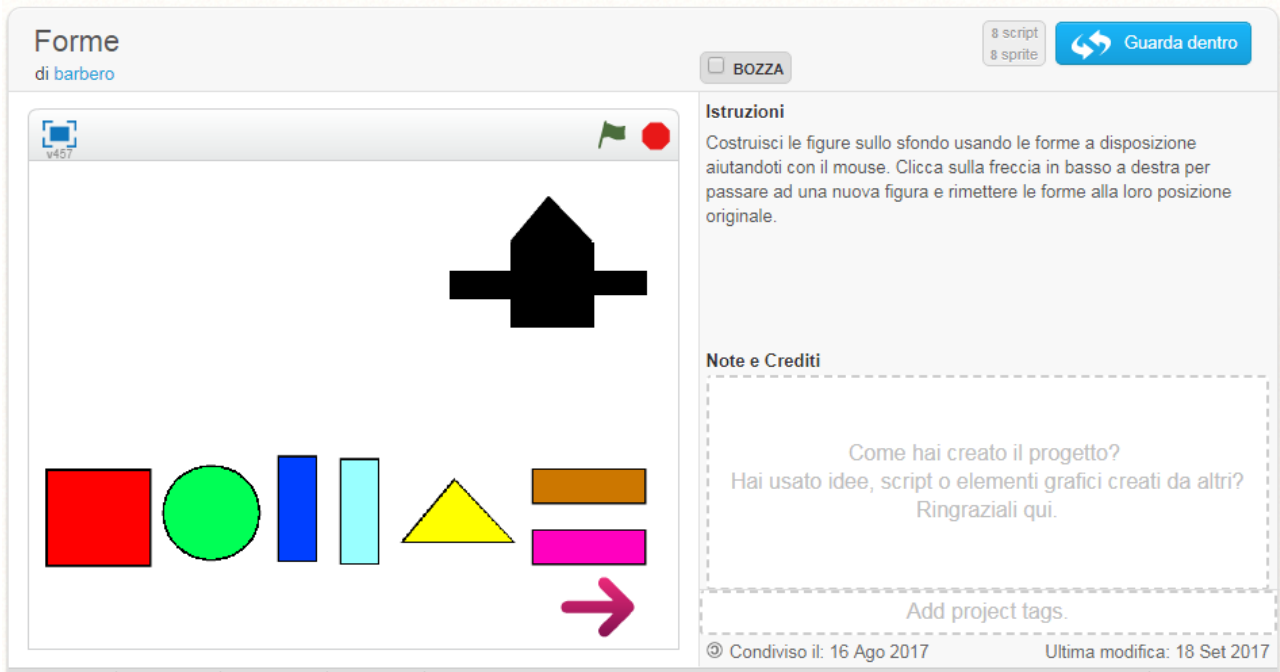 Forme
di barbero
BOZZA
8 script
8 sprite
Guarda dentro
v457
Istruzioni
Costruisci le figure sullo sfondo usando le forme a disposizione
aiutandoti con il mouse. Clicca sulla freccia in basso a destra per
passare ad una nuova figura e rimettere le forme alla loro posizione
originale.
Note e Crediti
Come hai creato il progetto?
Hai usato idee, script o elementi grafici creati da altri?
Ringraziali qui.
Add project tags.
Condiviso il: 16 Ago 2017
Ultima modifica: 18 Set 2017